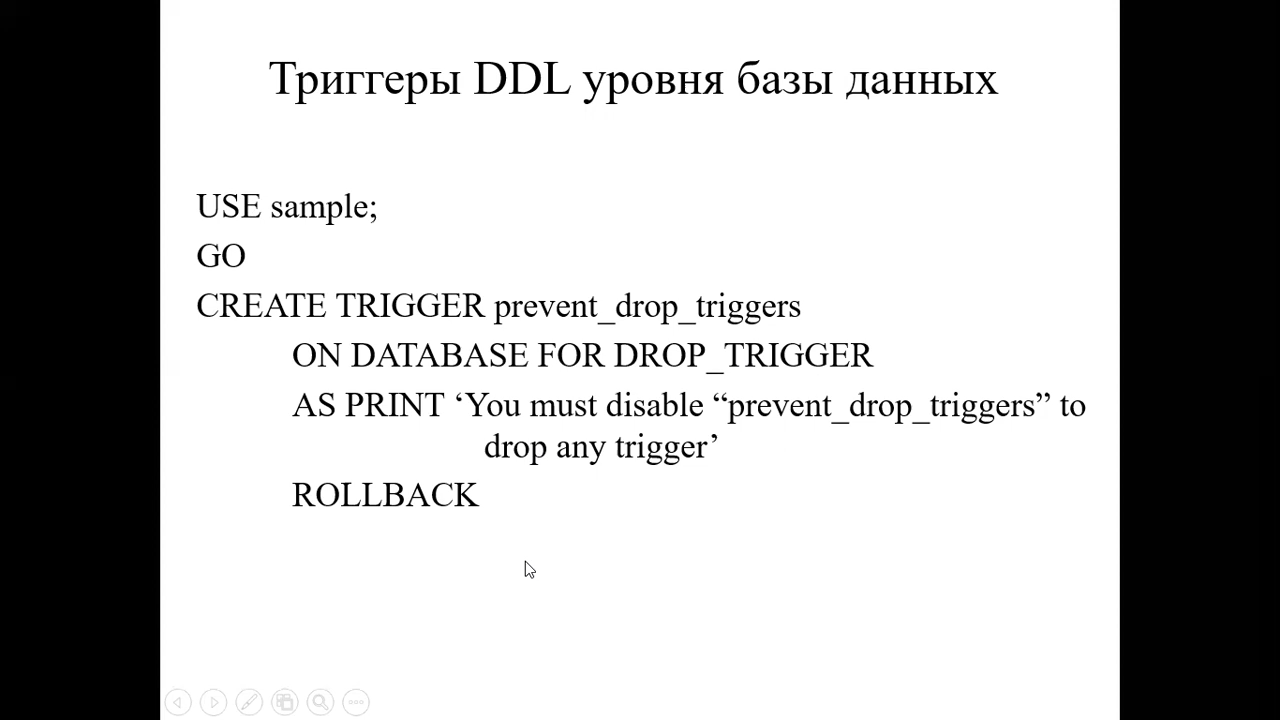 Триггеры DDL уровня базы данных
USE sample;
GO
CREATE TRIGGER prevent_drop_triggers
ON DATABASE FOR DROP_TRIGGER
AS PRINT ‘You must disable “prevent_drop_triggers” to
drop any trigger’
ROLLBACK